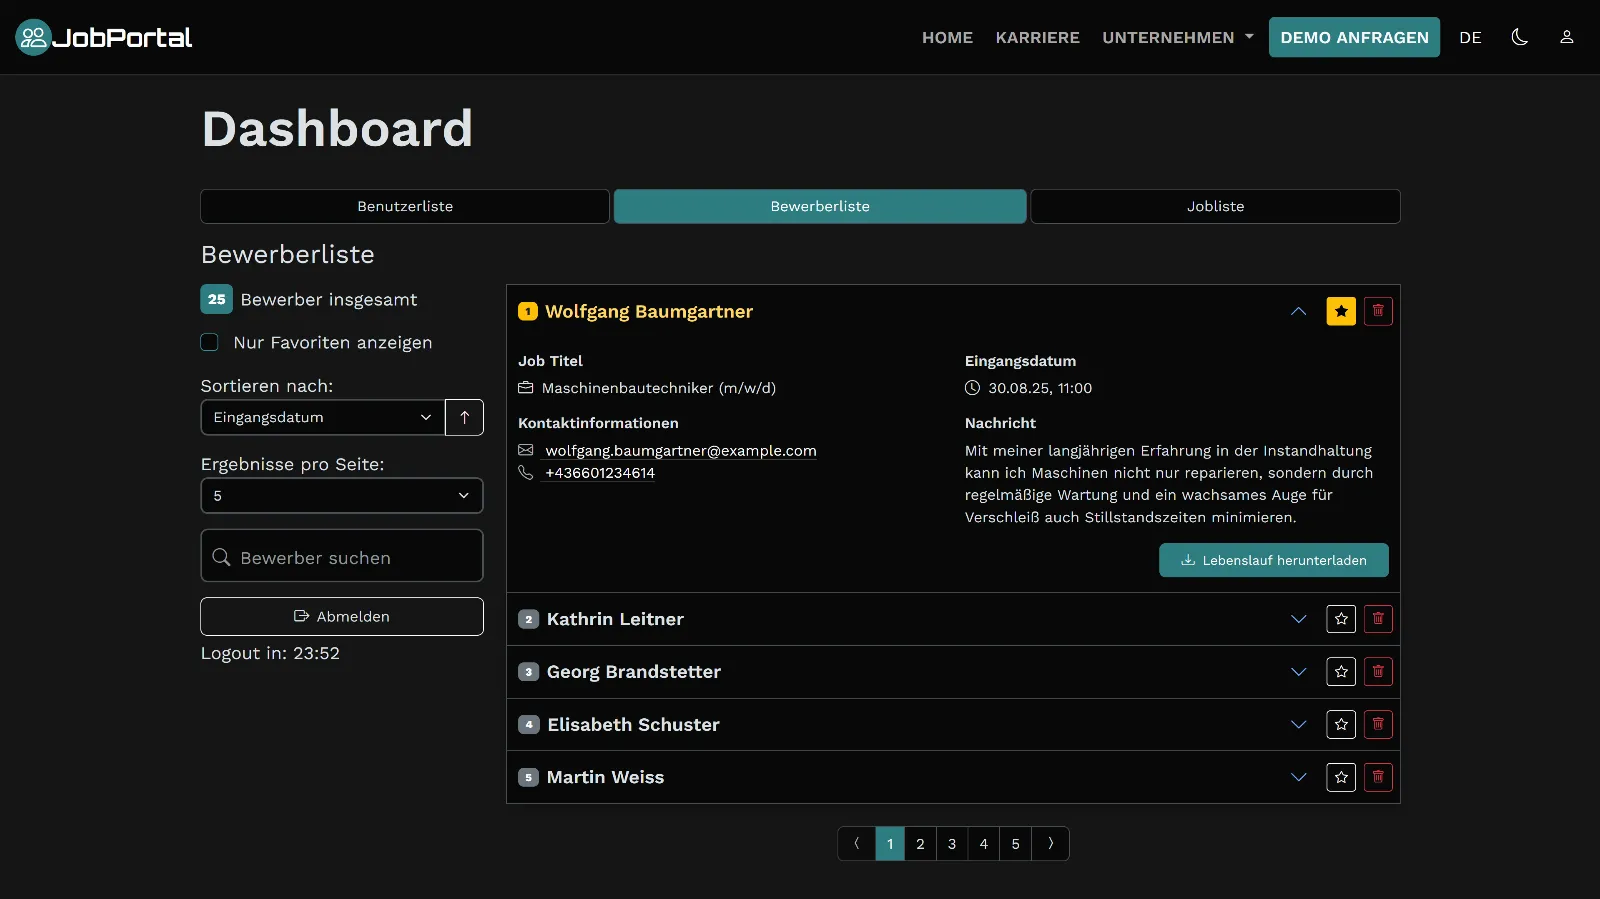 JobPortal
HOME KARRIERE UNTERNEHMEN DEMO ANFRAGEN DE
Dashboard
Benutzerliste Bewerberliste Jobliste
Bewerberliste
25 Bewerber insgesamt
Nur Favoriten anzeigen
Sortieren nach:
Eingangsdatum
Ergebnisse pro Seite:
5
Bewerber suchen
Abmelden
Logout in: 23:52
1 Wolfgang Baumgartner
Job Titel
Maschinenbautechniker (m/w/d)
Kontaktinformationen
wolfgang.baumgartner@example.com
+436601234614
Eingangsdatum
30.08.25, 11:00
Nachricht
Mit meiner langjährigen Erfahrung in der Instandhaltung
kann ich Maschinen nicht nur reparieren, sondern durch
regelmäßige Wartung und ein wachsames Auge für
Verschleiß auch Stillstandszeiten minimieren.
Lebenslauf herunterladen
2 Kathrin Leitner
3 Georg Brandstetter
4 Elisabeth Schuster
5 Martin Weiss
1 2 3 4 5